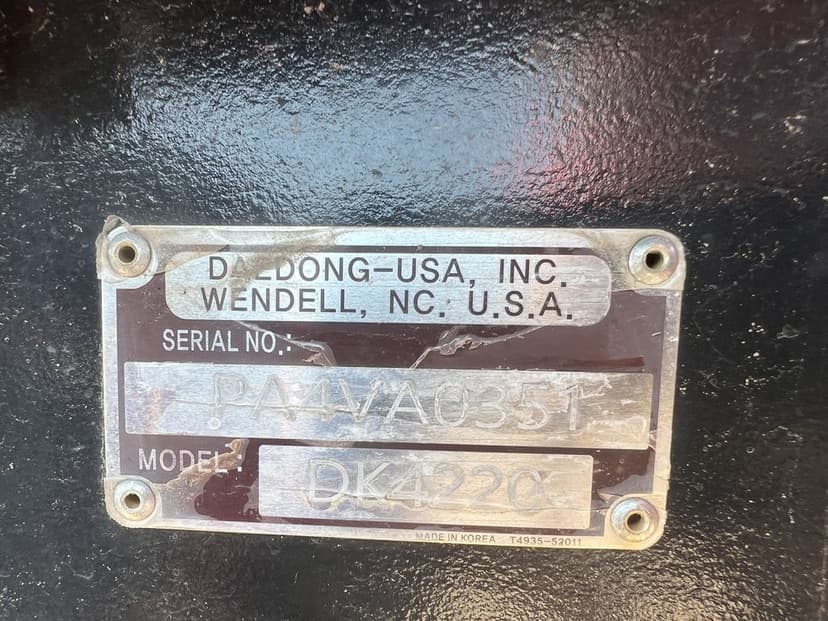 DAEDONG-USA, INC.
WENDELL, NC. U.S.A.
SERIAL NO.:
PA4VA0351
MODEL:
DK4220
MADE IN KOREA T4935-52011